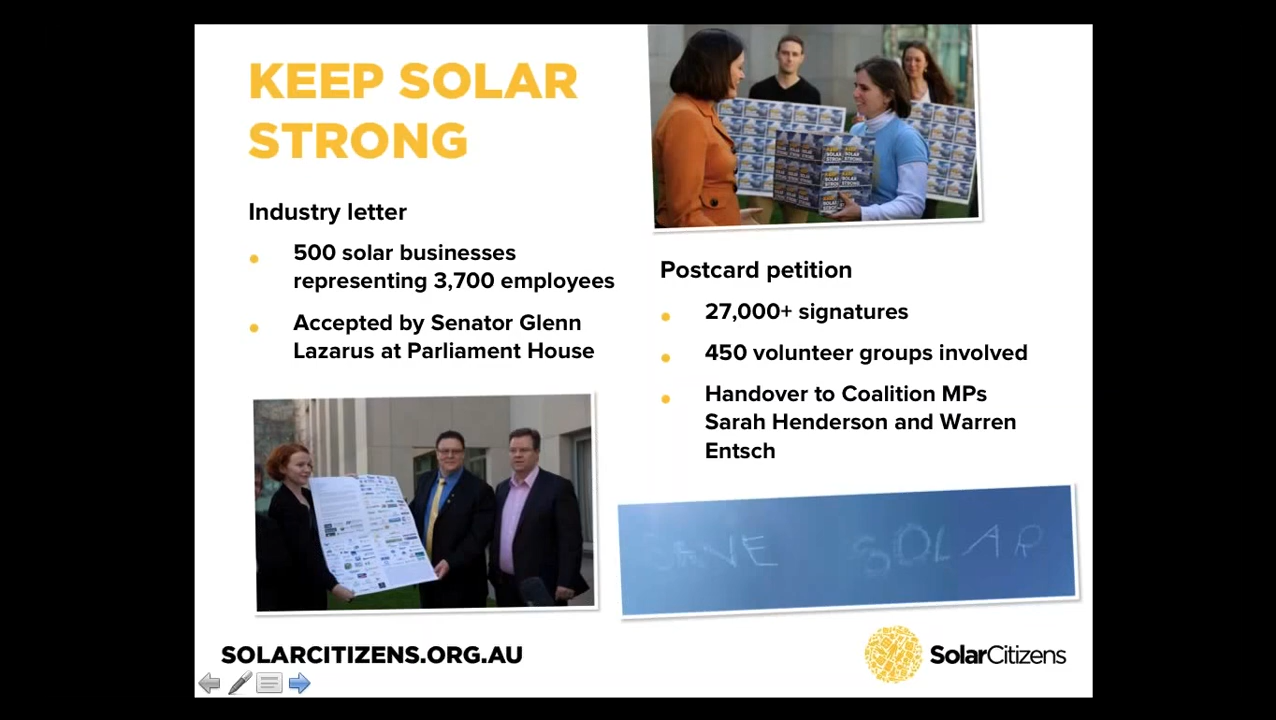 KEEP SOLAR
STRONG
Industry letter
500 solar businesses
representing 3,700 employees
Accepted by Senator Glenn
Lazarus at Parliament House
Postcard petition
27,000+ signatures
450 volunteer groups involved
Handover to Coalition MPs
Sarah Henderson and Warren
Entsch
SAVE SOLAR
SOLARCITIZENS.ORG.AU
SolarCitizens